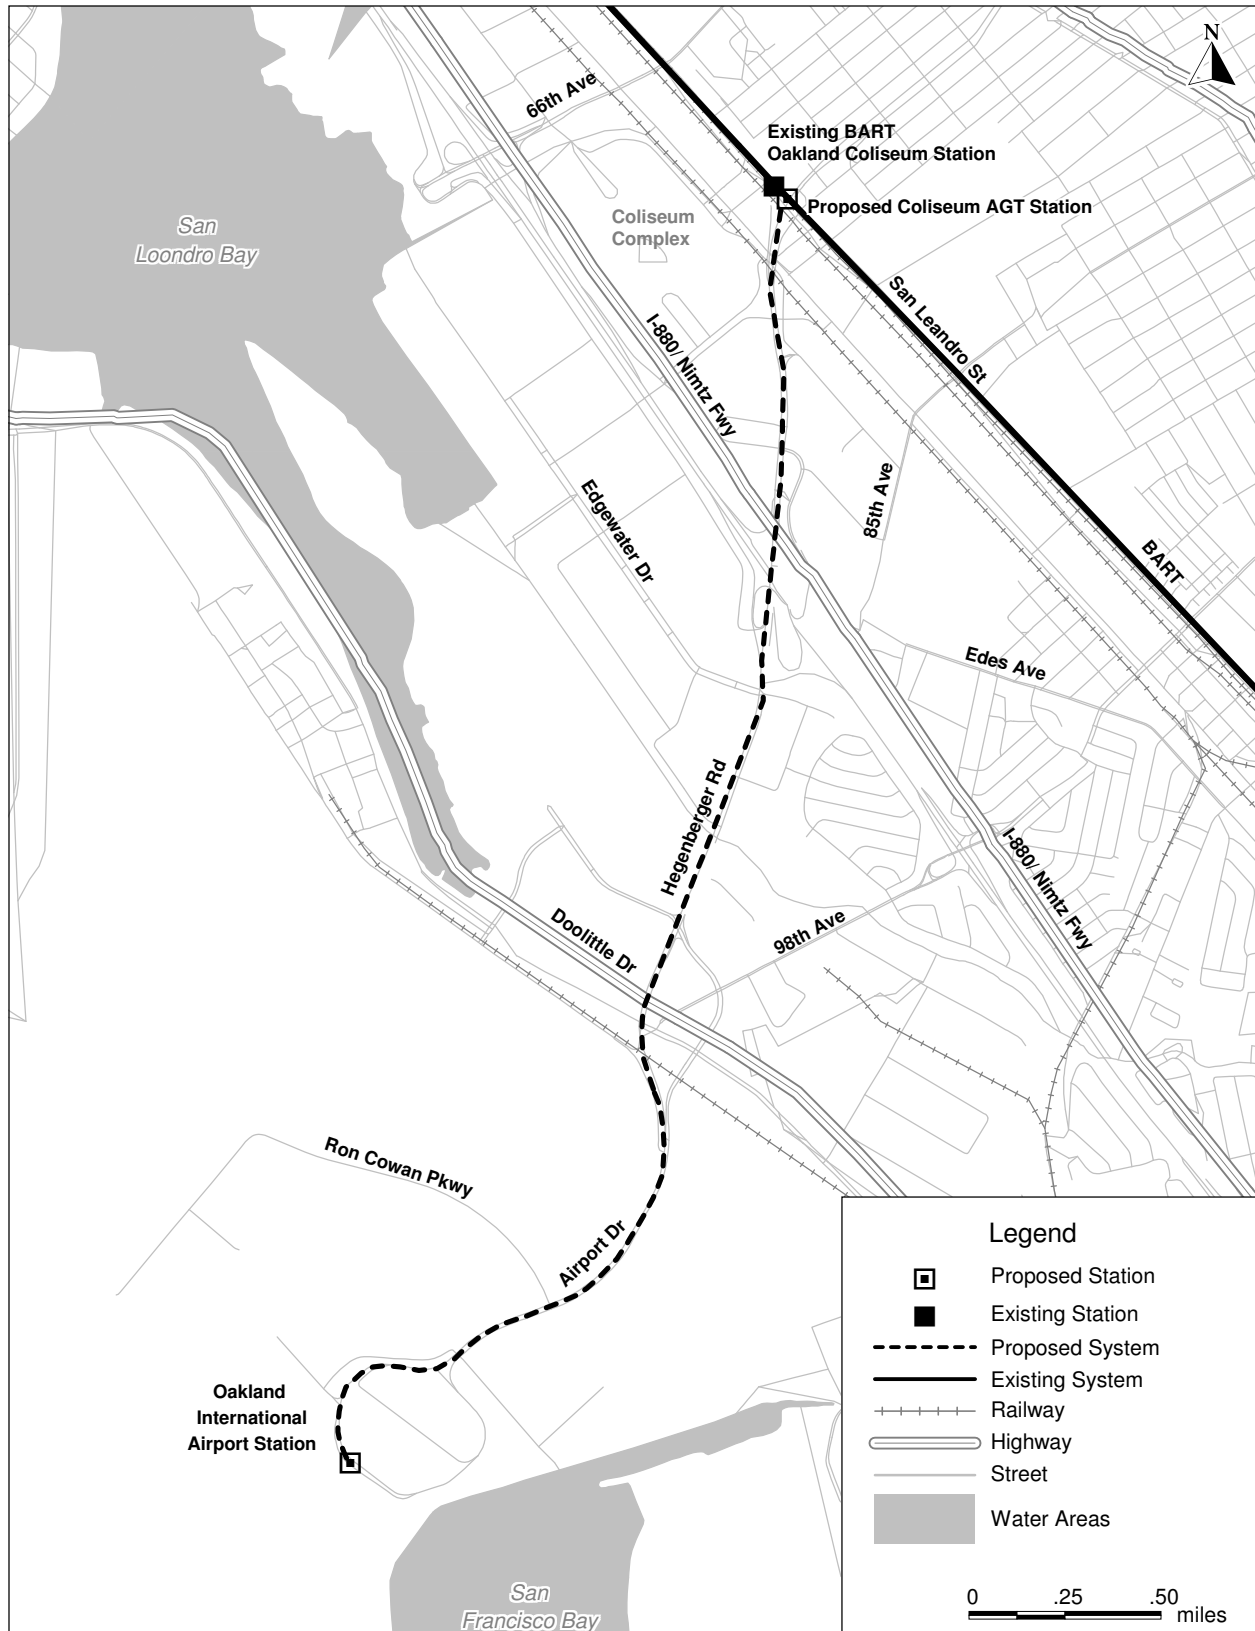 N
66th Ave
Existing BART
Oakland Coliseum Station
Proposed Coliseum AGT Station
San
Loondro Bay
Coliseum
Complex
San Leandro St
I-880/ Nimtz Fwy
85th Ave
Edgewater Dr
BART
Edes Ave
Hegenberger Rd
I-880/ Nimtz Fwy
98th Ave
Doolittle Dr
Ron Cowan Pkwy
Airport Dr
Oakland
International
Airport Station
San
Francisco Bay
Legend
Proposed Station
Existing Station
Proposed System
Existing System
Railway
Highway
Street
Water Areas
0 .25 .50
miles